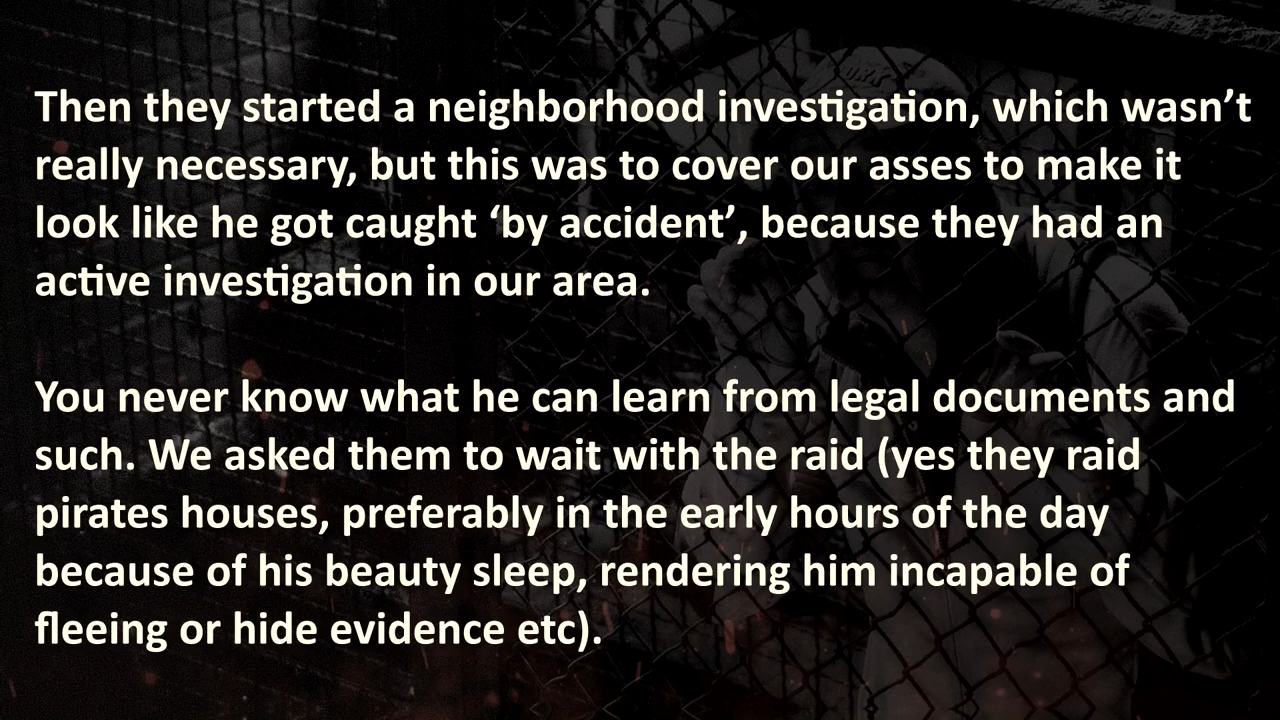 Then they started a neighborhood investigation, which wasn’t
really necessary, but this was to cover our asses to make it
look like he got caught ‘by accident’, because they had an
active investigation in our area.
You never know what he can learn from legal documents and
such. We asked them to wait with the raid (yes they raid
pirates houses, preferably in the early hours of the day
because of his beauty sleep, rendering him incapable of
fleeing or hide evidence etc).